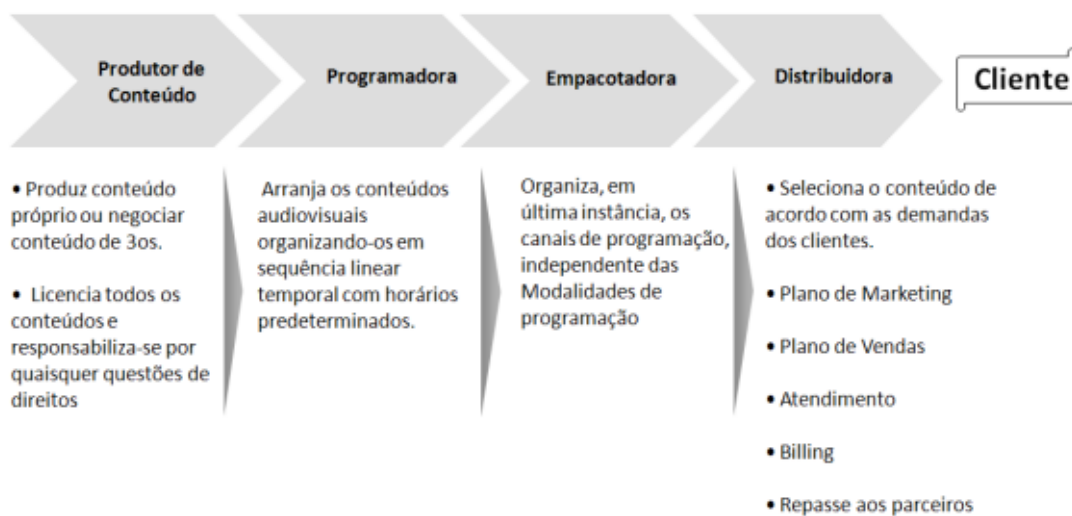 Produtor de
Conteúdo
Programadora
Empacotadora
Distribuidora
Cliente
• Produz conteúdo
próprio ou negociar
conteúdo de 3os.
• Licencia todos os
conteúdos e
responsabiliza-se por
quaisquer questões de
direitos
Arranja os conteúdos
audiovisuais
organizando-os em
sequência linear
temporal com horários
predeterminados.
Organiza, em
última instância, os
canais de programação,
independente das
Modalidades de
programação
• Seleciona o conteúdo de
acordo com as demandas
dos clientes.
• Plano de Marketing
• Plano de Vendas
• Atendimento
• Billing
• Repasse aos parceiros